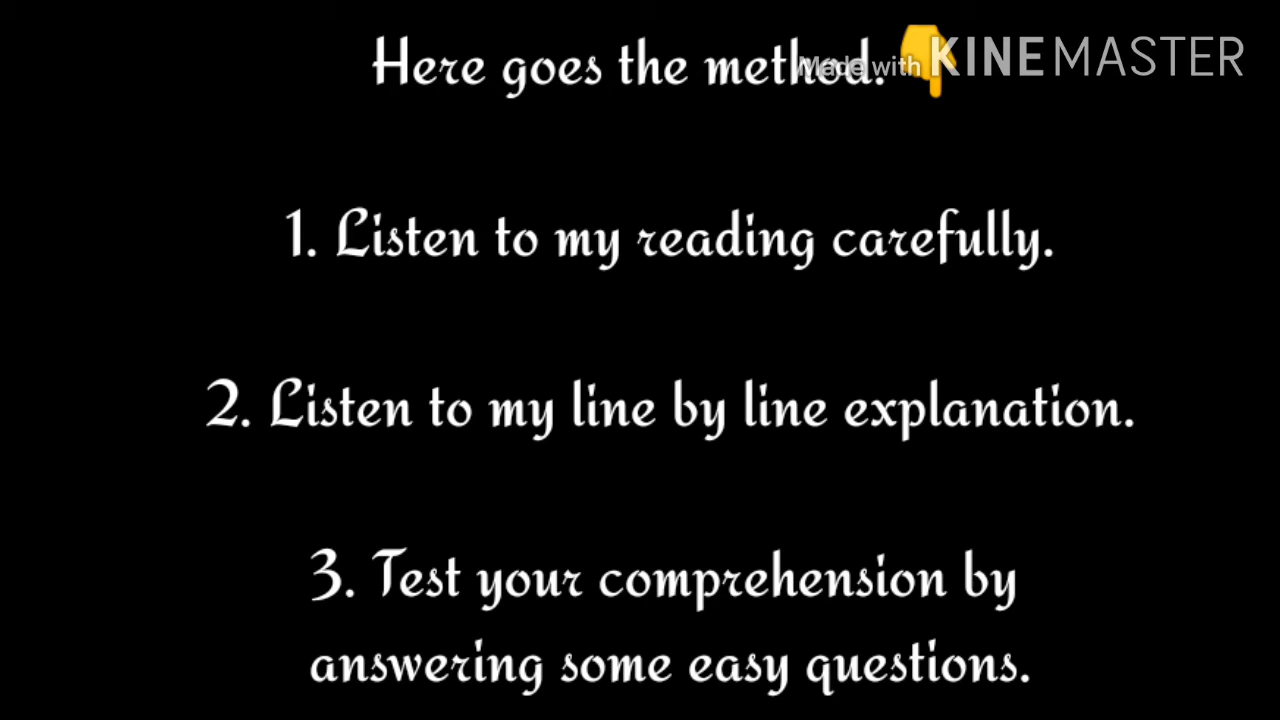 Here goes the method.👇
Made with KINEMASTER
1. Listen to my reading carefully.
2. Listen to my line by line explanation.
3. Test your comprehension by
answering some easy questions.